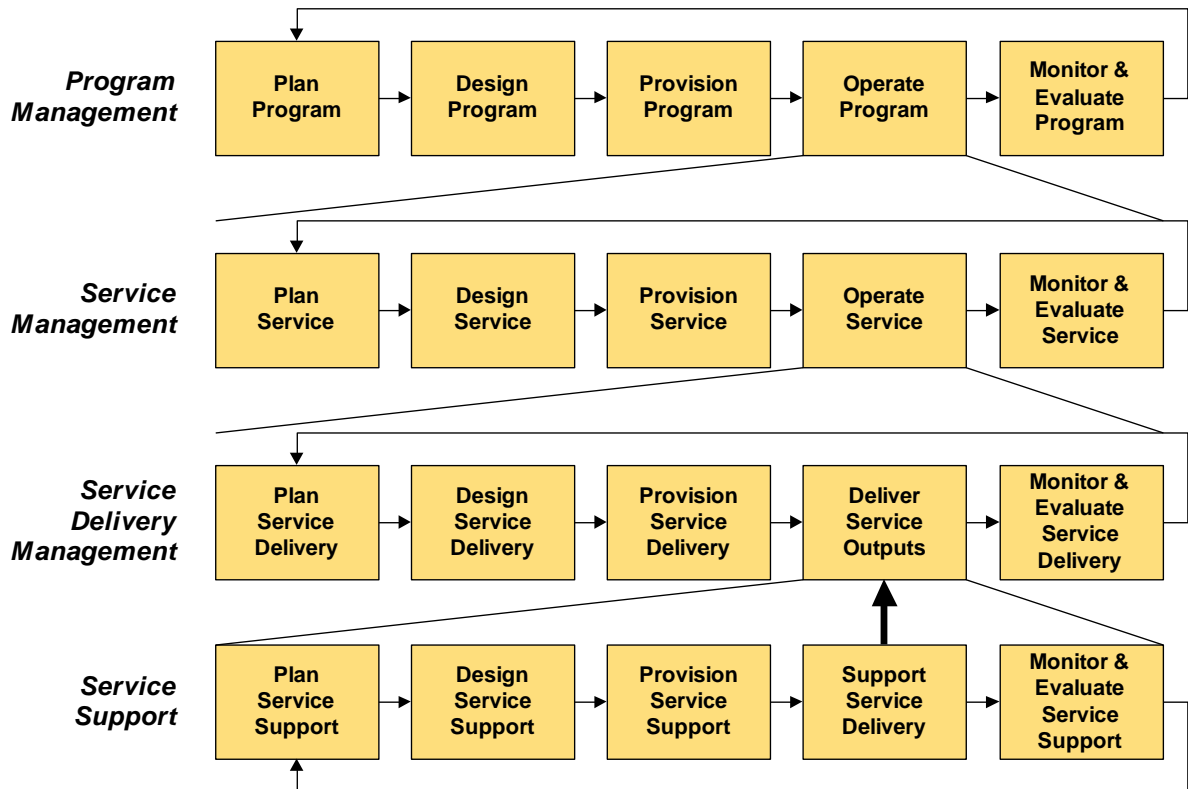 Program
Management
Plan
Program
Design
Program
Provision
Program
Operate
Program
Monitor &
Evaluate
Program
Service
Management
Plan
Service
Design
Service
Provision
Service
Operate
Service
Monitor &
Evaluate
Service
Service
Delivery
Management
Plan
Service
Delivery
Design
Service
Delivery
Provision
Service
Delivery
Deliver
Service
Outputs
Monitor &
Evaluate
Service
Delivery
Service
Support
Plan
Service
Support
Design
Service
Support
Provision
Service
Support
Support
Service
Delivery
Monitor &
Evaluate
Service
Support